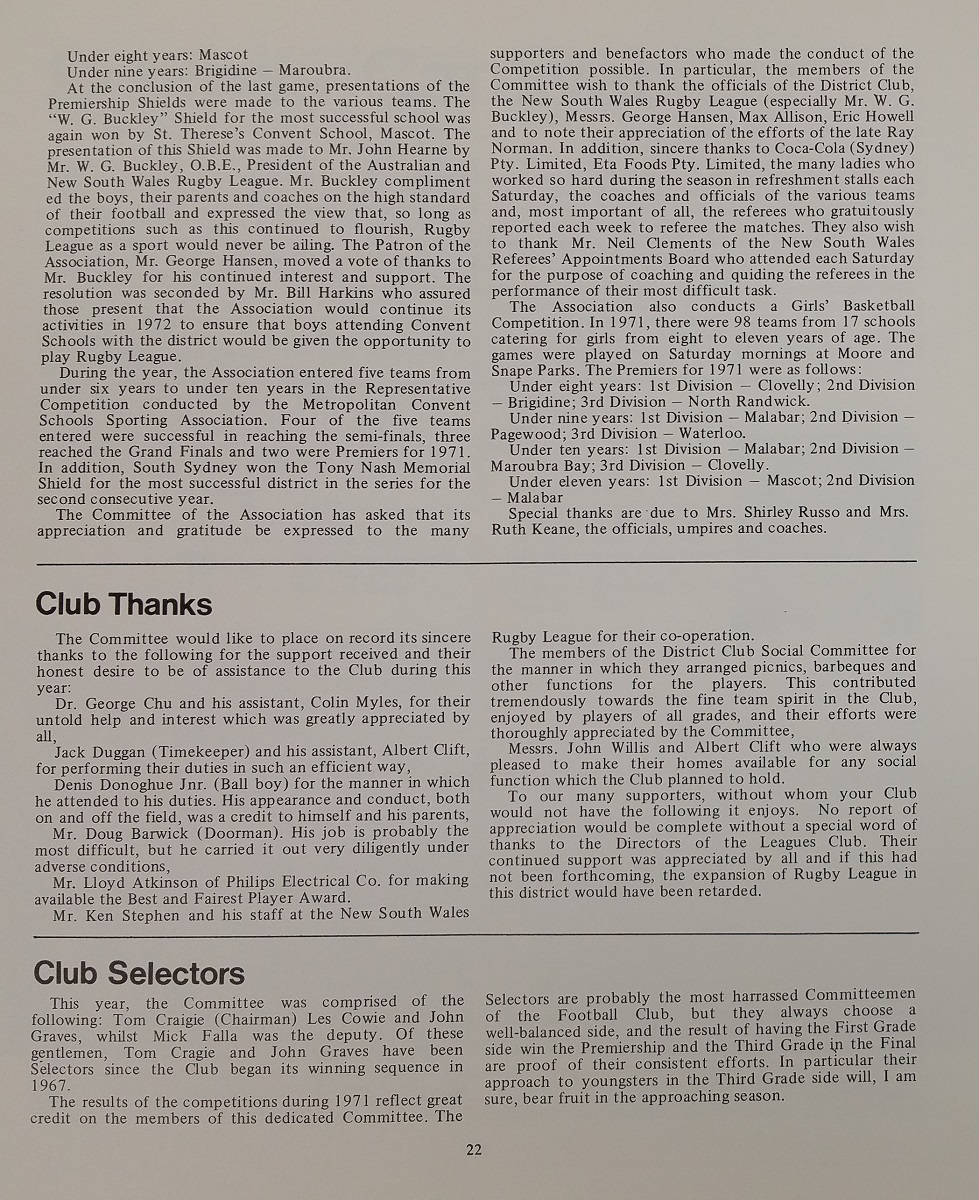 Under eight years: Mascot
Under nine years: Brigidine — Maroubra.
At the conclusion of the last game, presentations of the
Premiership Shields were made to the various teams. The
“W. G. Buckley” Shield for the most successful school was
again won by St. Therese’s Convent School, Mascot. The
presentation of this Shield was made to Mr. John Hearne by
Mr. W. G. Buckley, O.B.E., President of the Australian and
New South Wales Rugby League. Mr. Buckley compliment
ed the boys, their parents and coaches on the high standard
of their football and expressed the view that, so long as
competitions such as this continued to flourish, Rugby
League as a sport would never be ailing. The Patron of the
Association, Mr. George Hansen, moved a vote of thanks to
Mr. Buckley for his continued interest and support. The
resolution was seconded by Mr. Bill Harkins who assured
those present that the Association would continue its
activities in 1972 to ensure that boys attending Convent
Schools with the district would be given the opportunity to
play Rugby League.
During the year, the Association entered five teams from
under six years to under ten years in the Representative
Competition conducted by the Metropolitan Convent
Schools Sporting Association. Four of the five teams
entered were successful in reaching the semi-finals, three
reached the Grand Finals and two were Premiers for 1971.
In addition, South Sydney won the Tony Nash Memorial
Shield for the most successful district in the series for the
second consecutive year.
The Committee of the Association has asked that its
appreciation and gratitude be expressed to the many
supporters and benefactors who made the conduct of the
Competition possible. In particular, the members of the
Committee wish to thank the officials of the District Club,
the New South Wales Rugby League (especially Mr. W. G.
Buckley), Messrs. George Hansen, Max Allison, Eric Howell
and to note their appreciation of the efforts of the late Ray
Norman. In addition, sincere thanks to Coca-Cola (Sydney)
Pty. Limited, Eta Foods Pty. Limited, the many ladies who
worked so hard during the season in refreshment stalls each
Saturday, the coaches and officials of the various teams
and, most important of all, the referees who gratuitously
reported each week to referee the matches. They also wish
to thank Mr. Neil Clements of the New South Wales
Referees’ Appointments Board who attended each Saturday
for the purpose of coaching and quiding the referees in the
performance of their most difficult task.
The Association also conducts a Girls’ Basketball
Competition. In 1971, there were 98 teams from 17 schools
catering for girls from eight to eleven years of age. The
games were played on Saturday mornings at Moore and
Snape Parks. The Premiers for 1971 were as follows:
Under eight years: 1st Division — Clovelly; 2nd Division
— Brigidine; 3rd Division — North Randwick.
Under nine years: 1st Division — Malabar; 2nd Division —
Pagewood; 3rd Division — Waterloo.
Under ten years: 1st Division — Malabar; 2nd Division —
Maroubra Bay; 3rd Division — Clovelly.
Under eleven years: 1st Division — Mascot; 2nd Division
— Malabar
Special thanks are due to Mrs. Shirley Russo and Mrs.
Ruth Keane, the officials, umpires and coaches.
Club Thanks
The Committee would like to place on record its sincere
thanks to the following for the support received and their
honest desire to be of assistance to the Club during this
year:
Dr. George Chu and his assistant, Colin Myles, for their
untold help and interest which was greatly appreciated by
all,
Jack Duggan (Timekeeper) and his assistant, Albert Clift,
for performing their duties in such an efficient way,
Denis Donoghue Jnr. (Ball boy) for the manner in which
he attended to his duties. His appearance and conduct, both
on and off the field, was a credit to himself and his parents,
Mr. Doug Barwick (Doorman). His job is probably the
most difficult, but he carried it out very diligently under
adverse conditions,
Mr. Lloyd Atkinson of Philips Electrical Co. for making
available the Best and Fairest Player Award.
Mr. Ken Stephen and his staff at the New South Wales
Rugby League for their co-operation.
The members of the District Club Social Committee for
the manner in which they arranged picnics, barbeques and
other functions for the players. This contributed
tremendously towards the fine team spirit in the Club,
enjoyed by players of all grades, and their efforts were
thoroughly appreciated by the Committee,
Messrs. John Willis and Albert Clift who were always
pleased to make their homes available for any social
function which the Club planned to hold.
To our many supporters, without whom your Club
would not have the following it enjoys. No report of
appreciation would be complete without a special word of
thanks to the Directors of the Leagues Club. Their
continued support was appreciated by all and if this had
not been forthcoming, the expansion of Rugby League in
this district would have been retarded.
Club Selectors
This year, the Committee was comprised of the
following: Tom Craigie (Chairman) Les Cowie and John
Graves, whilst Mick Falla was the deputy. Of these
gentlemen, Tom Cragie and John Graves have been
Selectors since the Club began its winning sequence in
1967.
The results of the competitions during 1971 reflect great
credit on the members of this dedicated Committee. The
Selectors are probably the most harrassed Committeemen
of the Football Club, but they always choose a
well-balanced side, and the result of having the First Grade
side win the Premiership and the Third Grade in the Final
are proof of their consistent efforts. In particular their
approach to youngsters in the Third Grade side will, I am
sure, bear fruit in the approaching season.
22